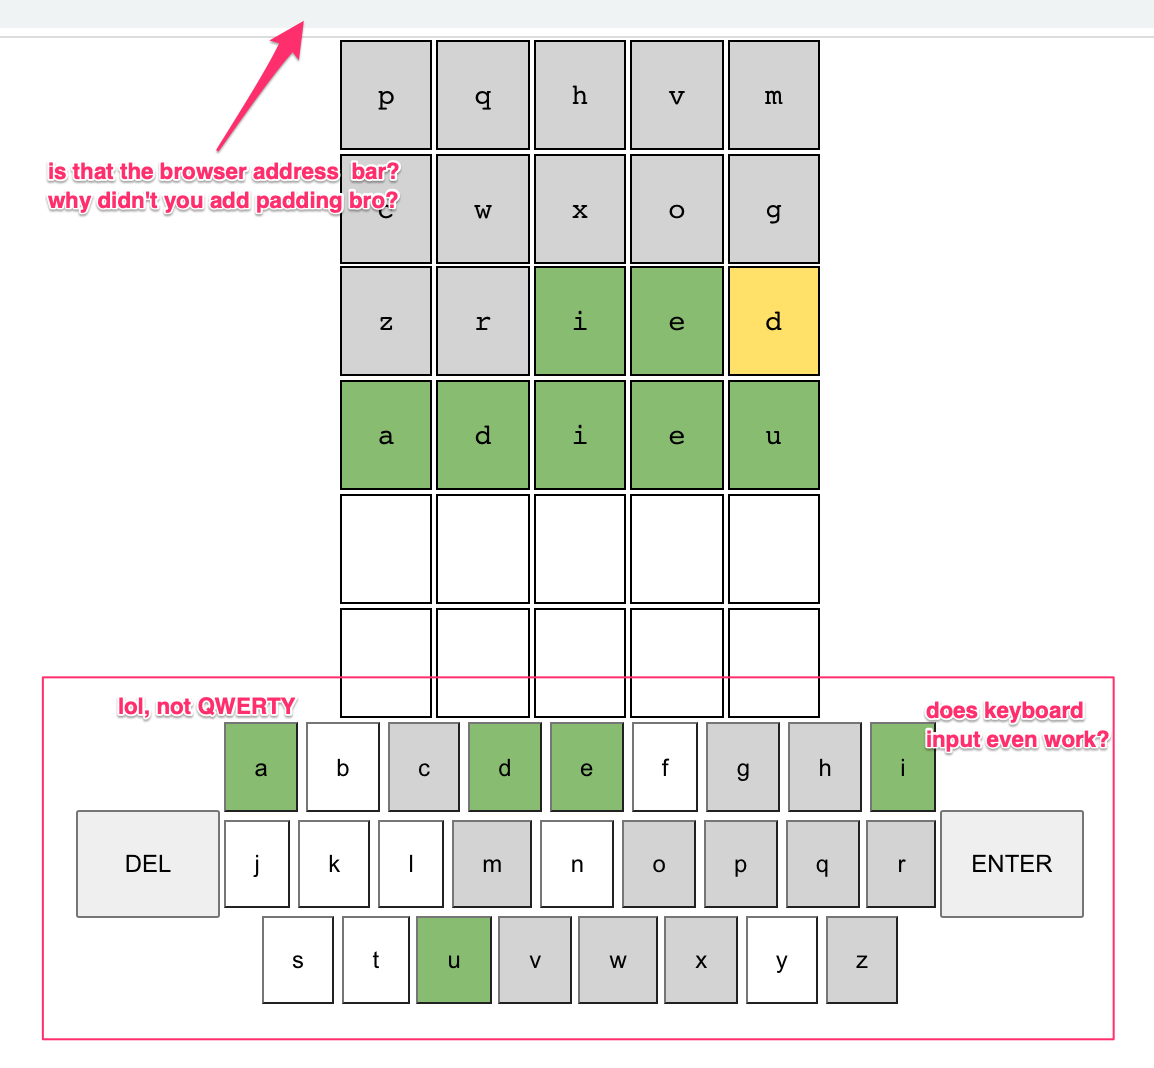 p q h v m
is that the browser address bar?
why didn't you add padding bro?
c w x o g
z r i e d
a d i e u
lol, not QWERTY
does keyboard
input even work?
a b c d e f g h i
DEL j k l m n o p q r ENTER
s t u v w x y z